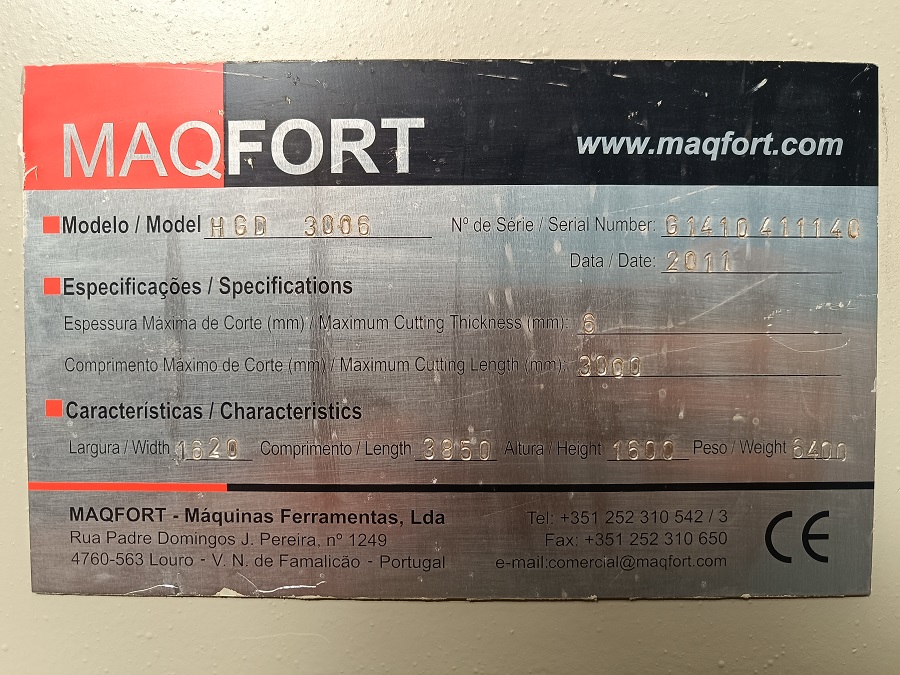 MAQFORT
www.maqfort.com
Modelo / Model HGD 3006
Nº de Série / Serial Number: G1410411140
Data / Date: 2011
Especificações / Specifications
Espessura Máxima de Corte (mm) / Maximum Cutting Thickness (mm): 6
Comprimento Máximo de Corte (mm) / Maximum Cutting Length (mm): 3000
Características / Characteristics
Largura / Width 1620 Comprimento / Length 3850 Altura / Height 1600 Peso / Weight 6400
MAQFORT - Máquinas Ferramentas, Lda
Rua Padre Domingos J. Pereira, nº 1249
4760-563 Louro - V. N. de Famalicão - Portugal
Tel: +351 252 310 542 / 3
Fax: +351 252 310 650
e-mail:comercial@maqfort.com
CE